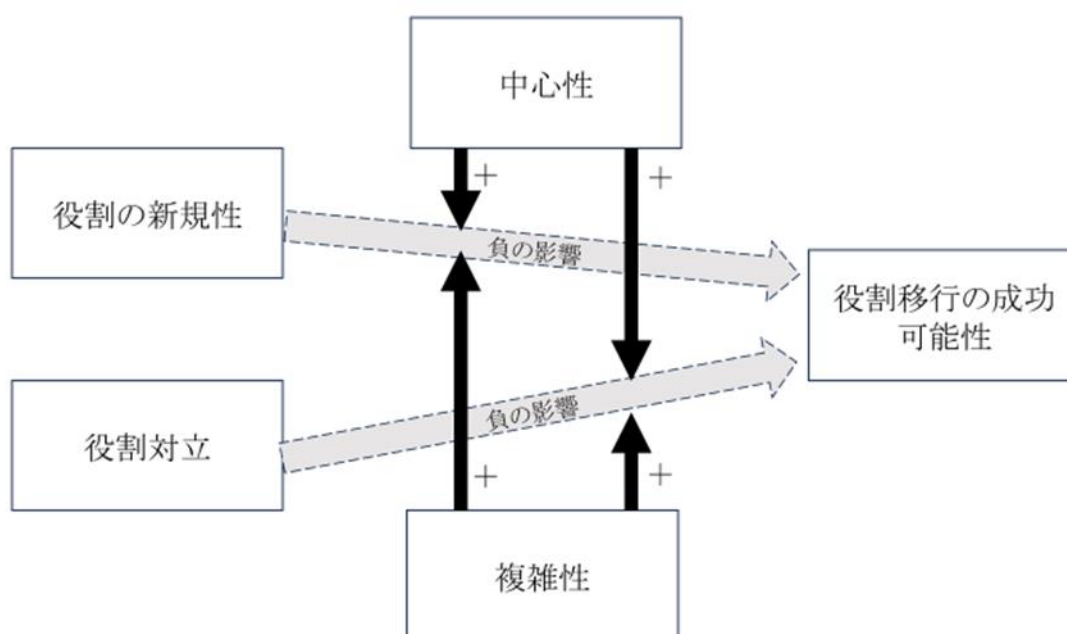 中心性
+
+
役割の新規性
負の影響
役割移行の成功
可能性
負の影響
役割対立
+
+
複雑性